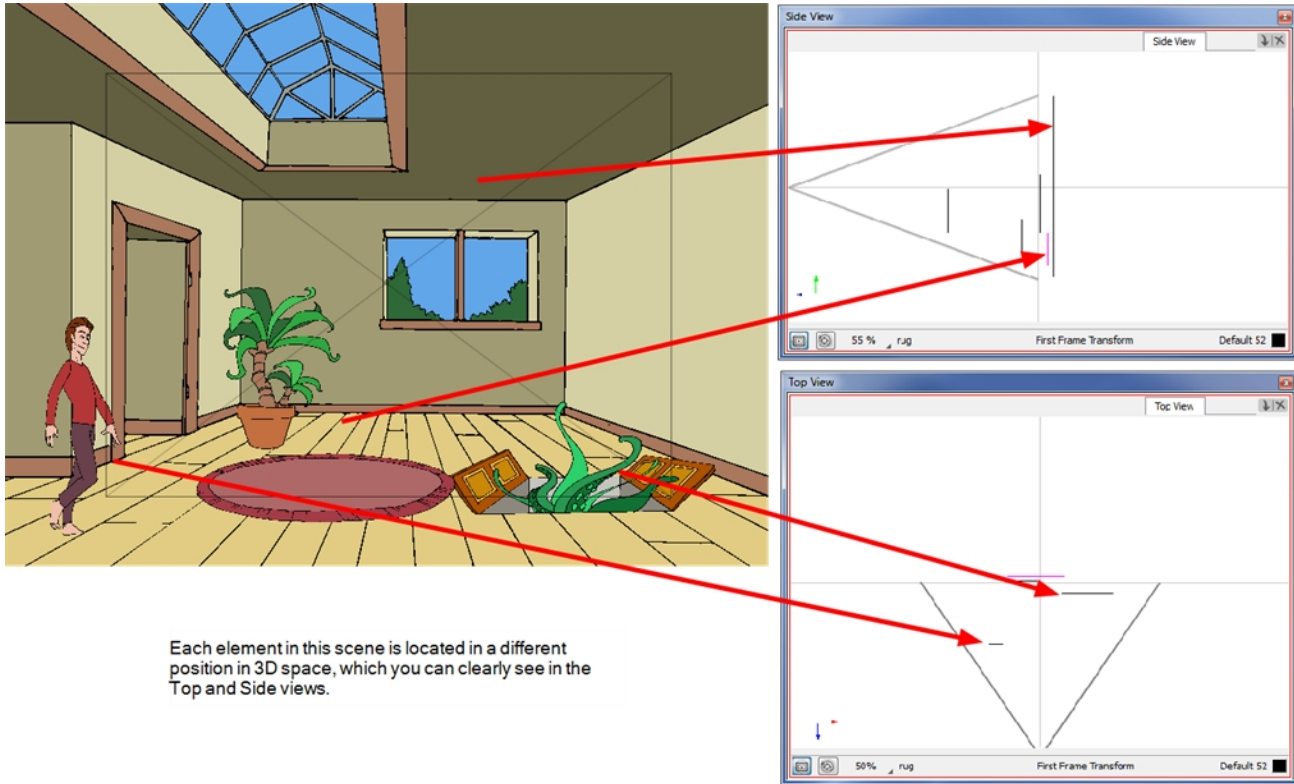 Side View
Side View
55 %
rug
First Frame Transform
Default 52
Top View
Top View
50%
rug
First Frame Transform
Default 52
Each element in this scene is located in a different
position in 3D space, which you can clearly see in the
Top and Side views.